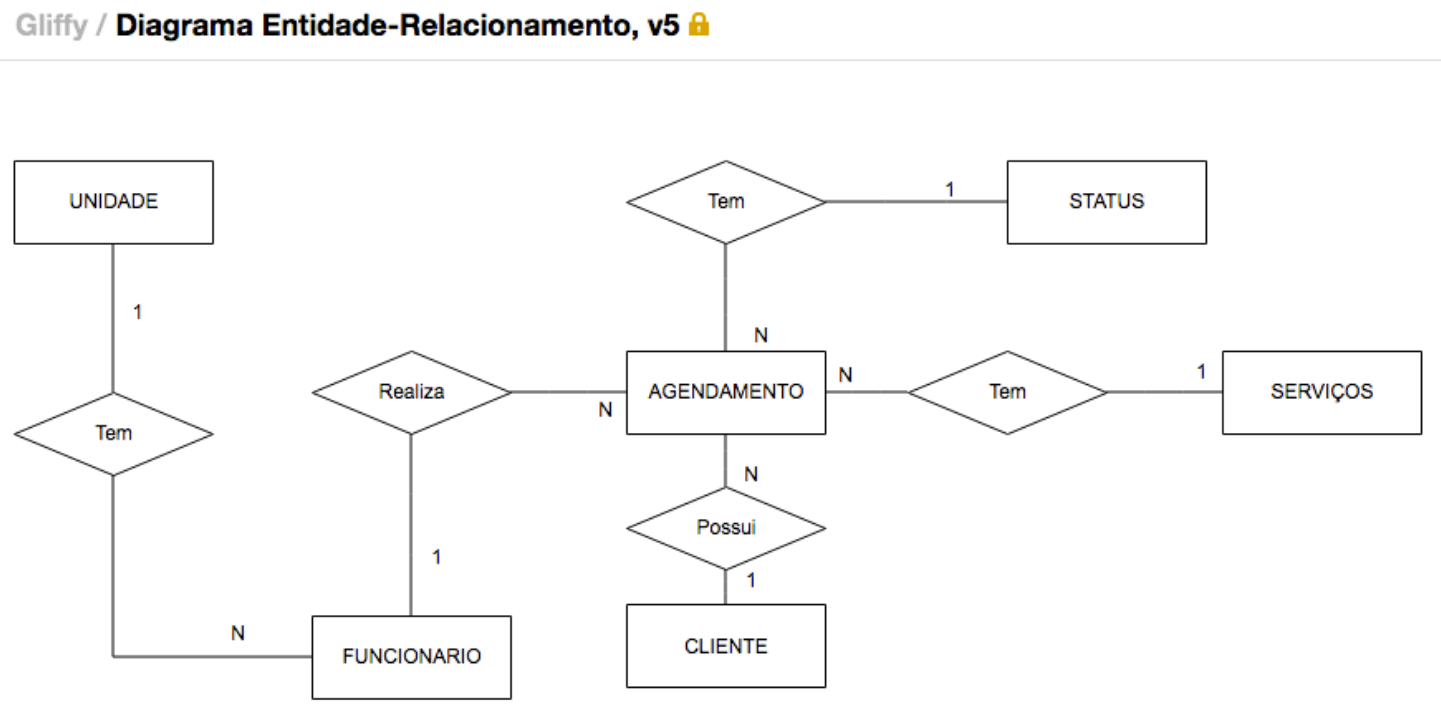 Gliffy / Diagrama Entidade-Relacionamento, v5
UNIDADE
Tem
1
STATUS
1
N
Realiza
N
AGENDAMENTO
N
Tem
1
SERVIÇOS
Tem
N
Possui
1
1
N
FUNCIONARIO
CLIENTE